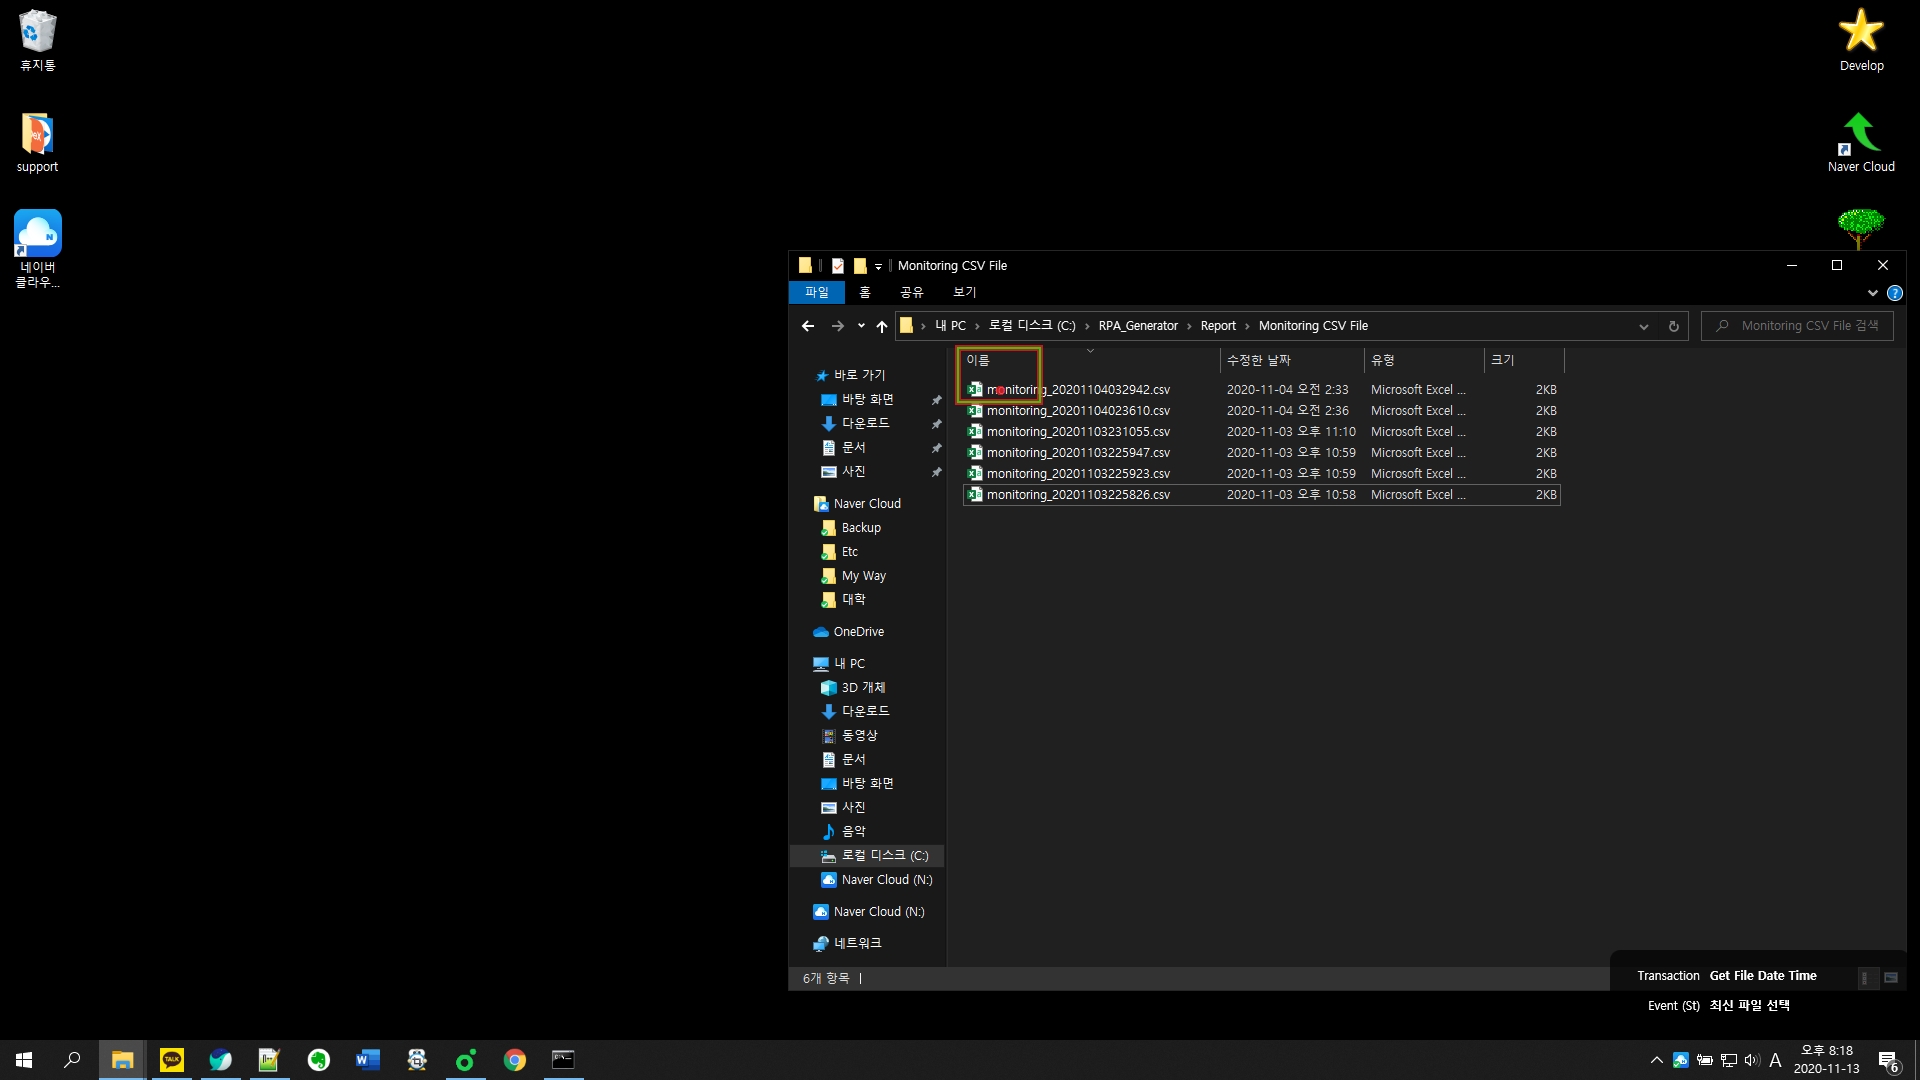 휴지통
support
네이버
클라우...
Develop
Naver Cloud
Monitoring CSV File
파일 홈 공유 보기
내 PC › 로컬 디스크 (C:) › RPA_Generator › Report › Monitoring CSV File
Monitoring CSV File 검색
이름 수정한 날짜 유형 크기
monitoring_20201104032942.csv 2020-11-04 오전 2:33 Microsoft Excel ... 2KB
monitoring_20201104023610.csv 2020-11-04 오전 2:36 Microsoft Excel ... 2KB
monitoring_20201103231055.csv 2020-11-03 오후 11:10 Microsoft Excel ... 2KB
monitoring_20201103225947.csv 2020-11-03 오후 10:59 Microsoft Excel ... 2KB
monitoring_20201103225923.csv 2020-11-03 오후 10:59 Microsoft Excel ... 2KB
monitoring_20201103225826.csv 2020-11-03 오후 10:58 Microsoft Excel ... 2KB
바로 가기
바탕 화면
다운로드
문서
사진
Naver Cloud
Backup
Etc
My Way
대학
OneDrive
내 PC
3D 개체
다운로드
동영상
문서
바탕 화면
사진
음악
로컬 디스크 (C:)
Naver Cloud (N:)
Naver Cloud (N:)
네트워크
6개 항목
Transaction Get File Date Time
Event (St) 최신 파일 선택
TALK
A
오후 8:18
2020-11-13
6